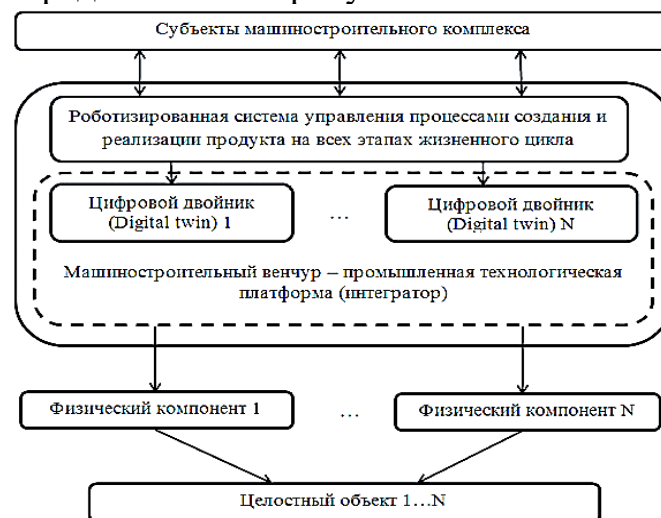 Субъекты машиностроительного комплекса
Роботизированная система управления процессами создания и
реализации продукта на всех этапах жизненного цикла
Цифровой двойник
(Digital twin) 1
...
Цифровой двойник
(Digital twin) N
Машиностроительный венчур – промышленная технологическая
платформа (интегратор)
Физический компонент 1
...
Физический компонент N
Целостный объект 1...N